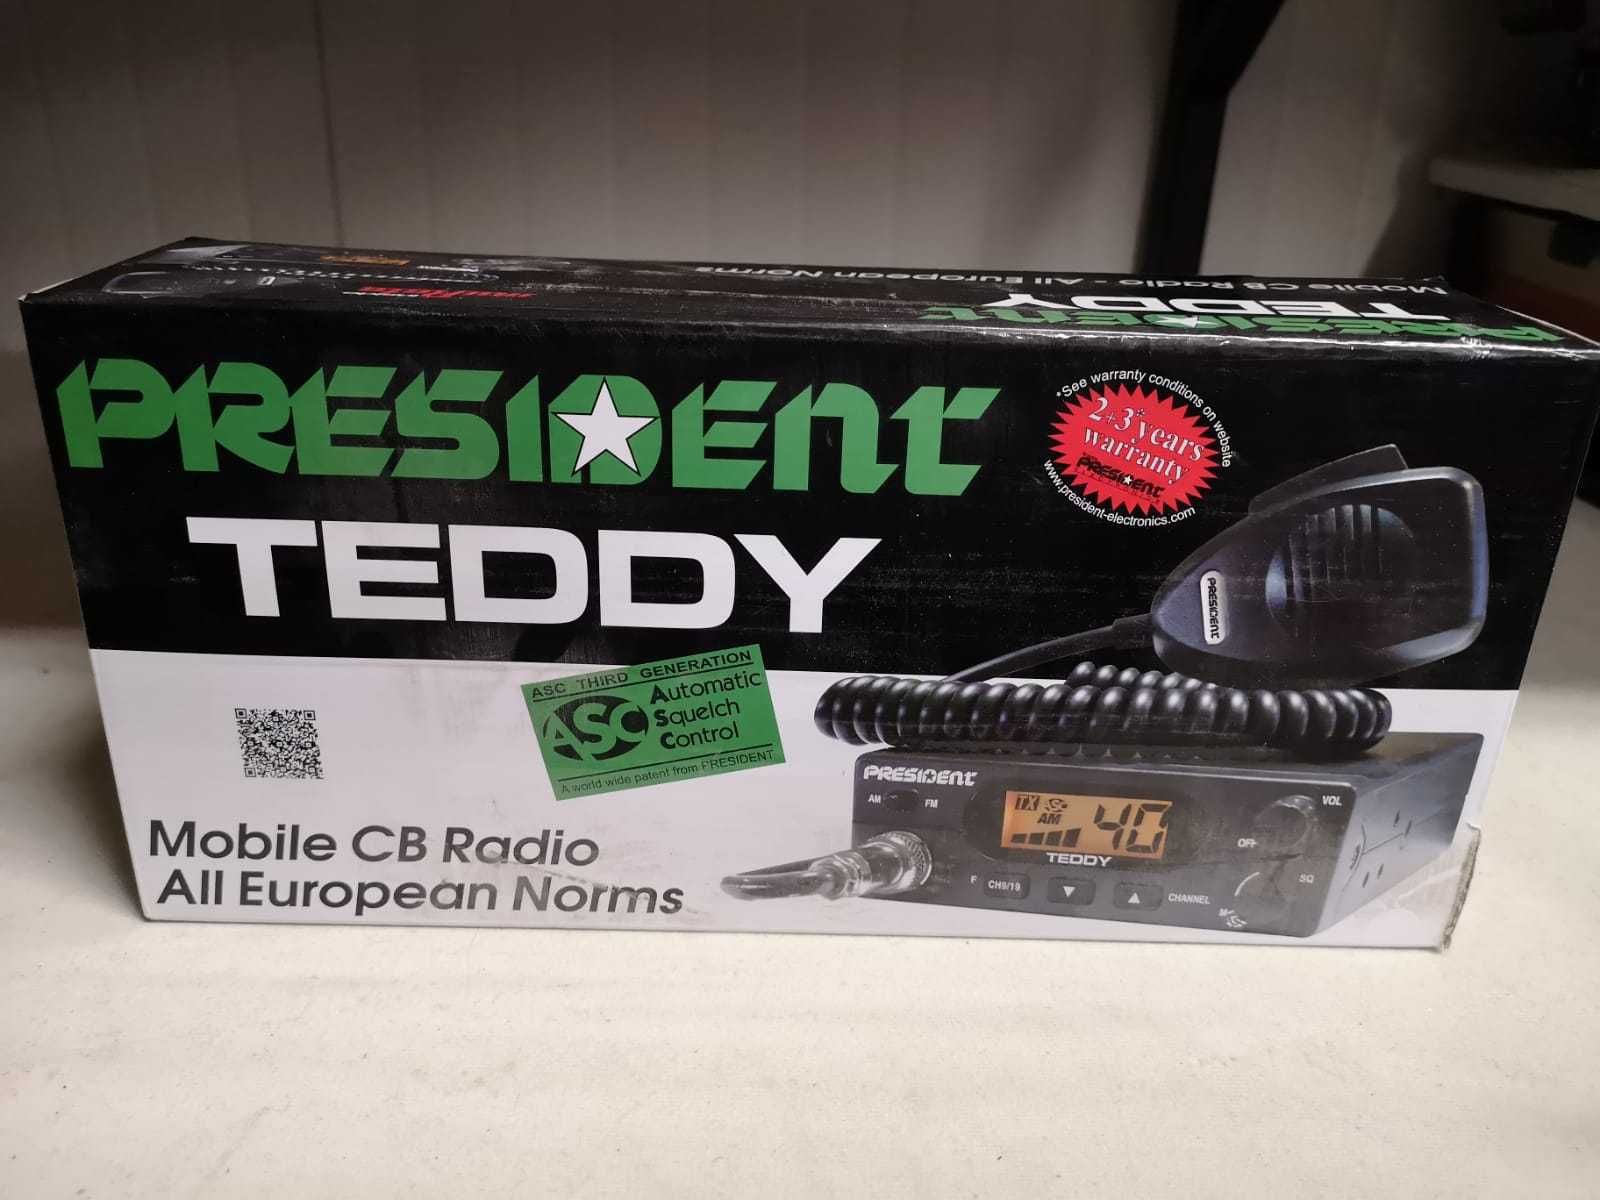 Mobile CB Radio - All European Norms
PRESIDENT
TEDDY
PRESIDENT
TEDDY
*See warranty conditions on website
2+3* years
warranty
PRESIDENT
www.president-electronics.com
PRESIDENT
ASC THIRD GENERATION
ASC
Automatic
Squelch
Control
A world wide patent from PRESIDENT
Mobile CB Radio
All European Norms
PRESIDENT
AM
FM
TX ASC
AM
40
TEDDY
VOL
OFF
SQ
F
CH9/19
▼
▲
CHANNEL